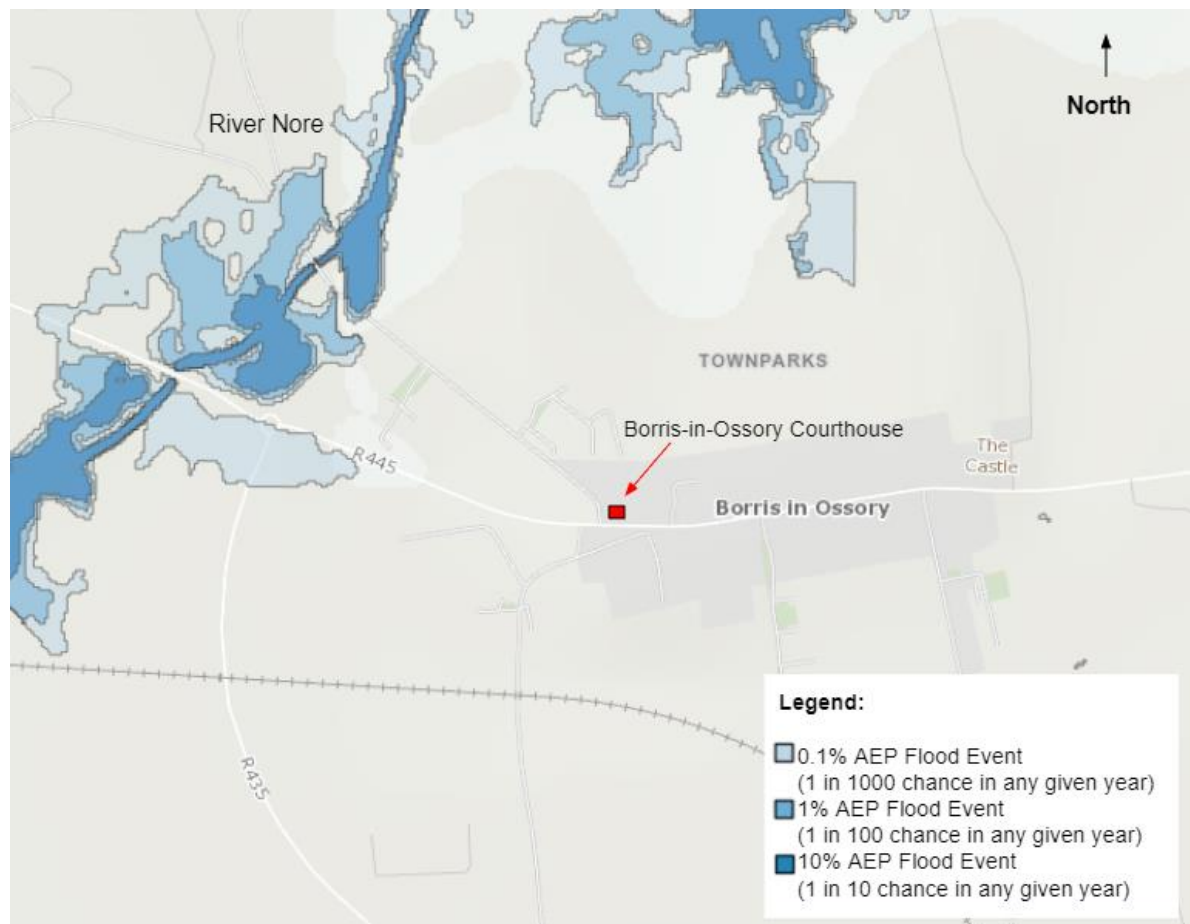 River Nore
North
TOWNPARKS
Borris-in-Ossory Courthouse
The
Castle
R445
Borris in Ossory
R435
Legend:
0.1% AEP Flood Event
(1 in 1000 chance in any given year)
1% AEP Flood Event
(1 in 100 chance in any given year)
10% AEP Flood Event
(1 in 10 chance in any given year)